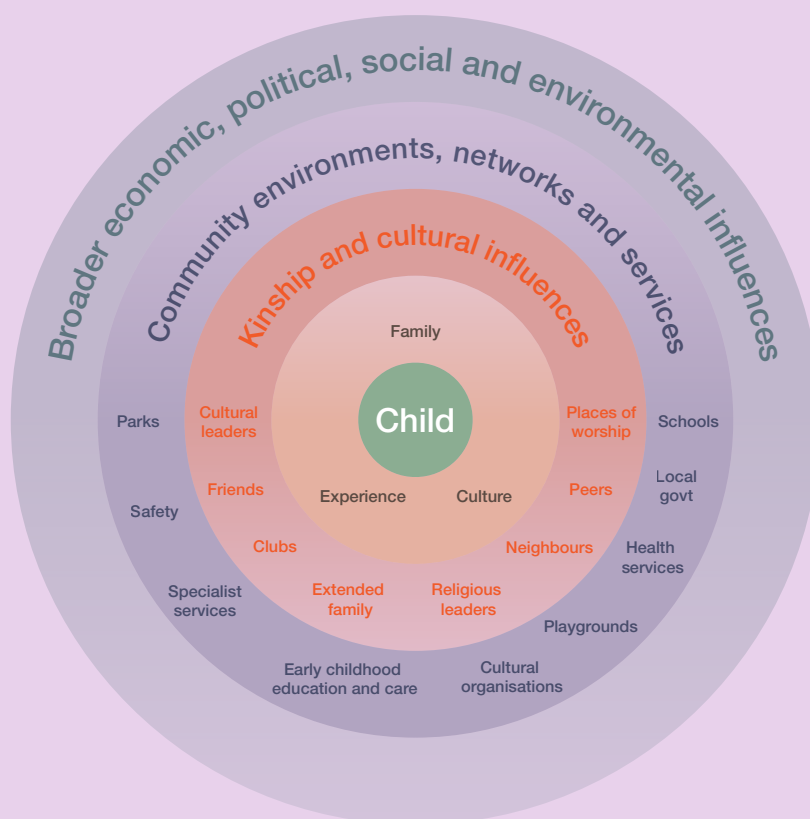 Broader economic, political, social and environmental influences
Community environments, networks and services
Kinship and cultural influences
Family
Child
Experience
Culture
Cultural
leaders
Friends
Clubs
Extended
family
Religious
leaders
Neighbours
Peers
Places of
worship
Parks
Safety
Specialist
services
Early childhood
education and care
Cultural
organisations
Playgrounds
Health
services
Local
govt
Schools